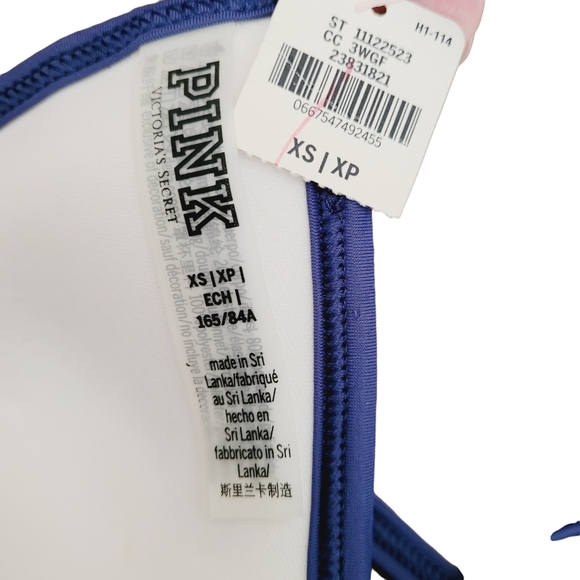 H1-114
ST 11122523
CC 3WGF
23831821
0667547492455
XS | XP
PINK
VICTORIA'S SECRET
XS | XP |
ECH |
165/84A
made in Sri
Lanka/fabriqué
au Sri Lanka/
hecho en
Sri Lanka/
fabbricato in Sri
Lanka/
斯里兰卡制造